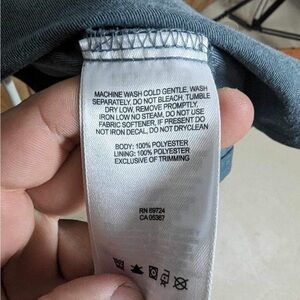 MACHINE WASH COLD GENTLE, WASH
SEPARATELY, DO NOT BLEACH, TUMBLE
DRY LOW, REMOVE PROMPTLY,
IRON LOW NO STEAM, DO NOT USE
FABRIC SOFTENER, IF PRESENT DO
NOT IRON DECAL, DO NOT DRYCLEAN
BODY: 100% POLYESTER
LINING: 100% POLYESTER
EXCLUSIVE OF TRIMMING
RN 89724
CA 05367